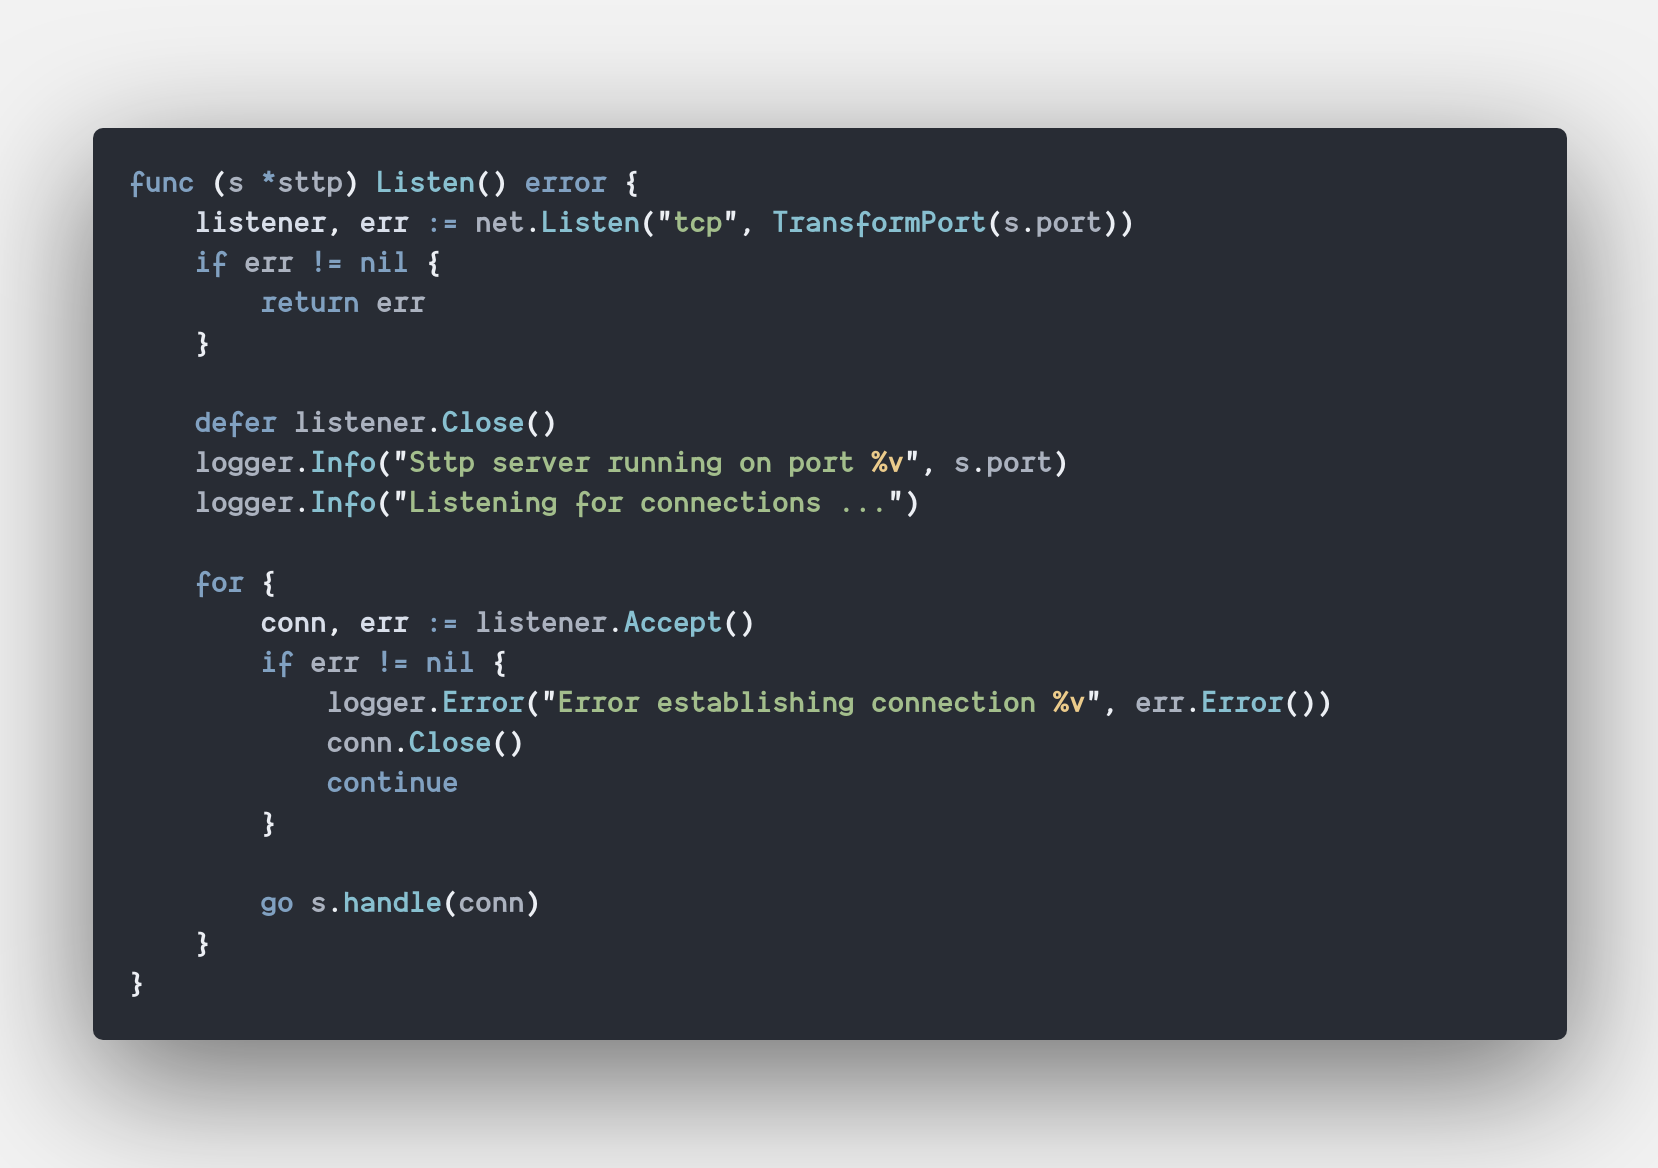 func (s *sttp) Listen() error {
    listener, err := net.Listen("tcp", TransformPort(s.port))
    if err != nil {
        return err
    }

    defer listener.Close()
    logger.Info("Sttp server running on port %v", s.port)
    logger.Info("Listening for connections ...")

    for {
        conn, err := listener.Accept()
        if err != nil {
            logger.Error("Error establishing connection %v", err.Error())
            conn.Close()
            continue
        }

        go s.handle(conn)
    }
}